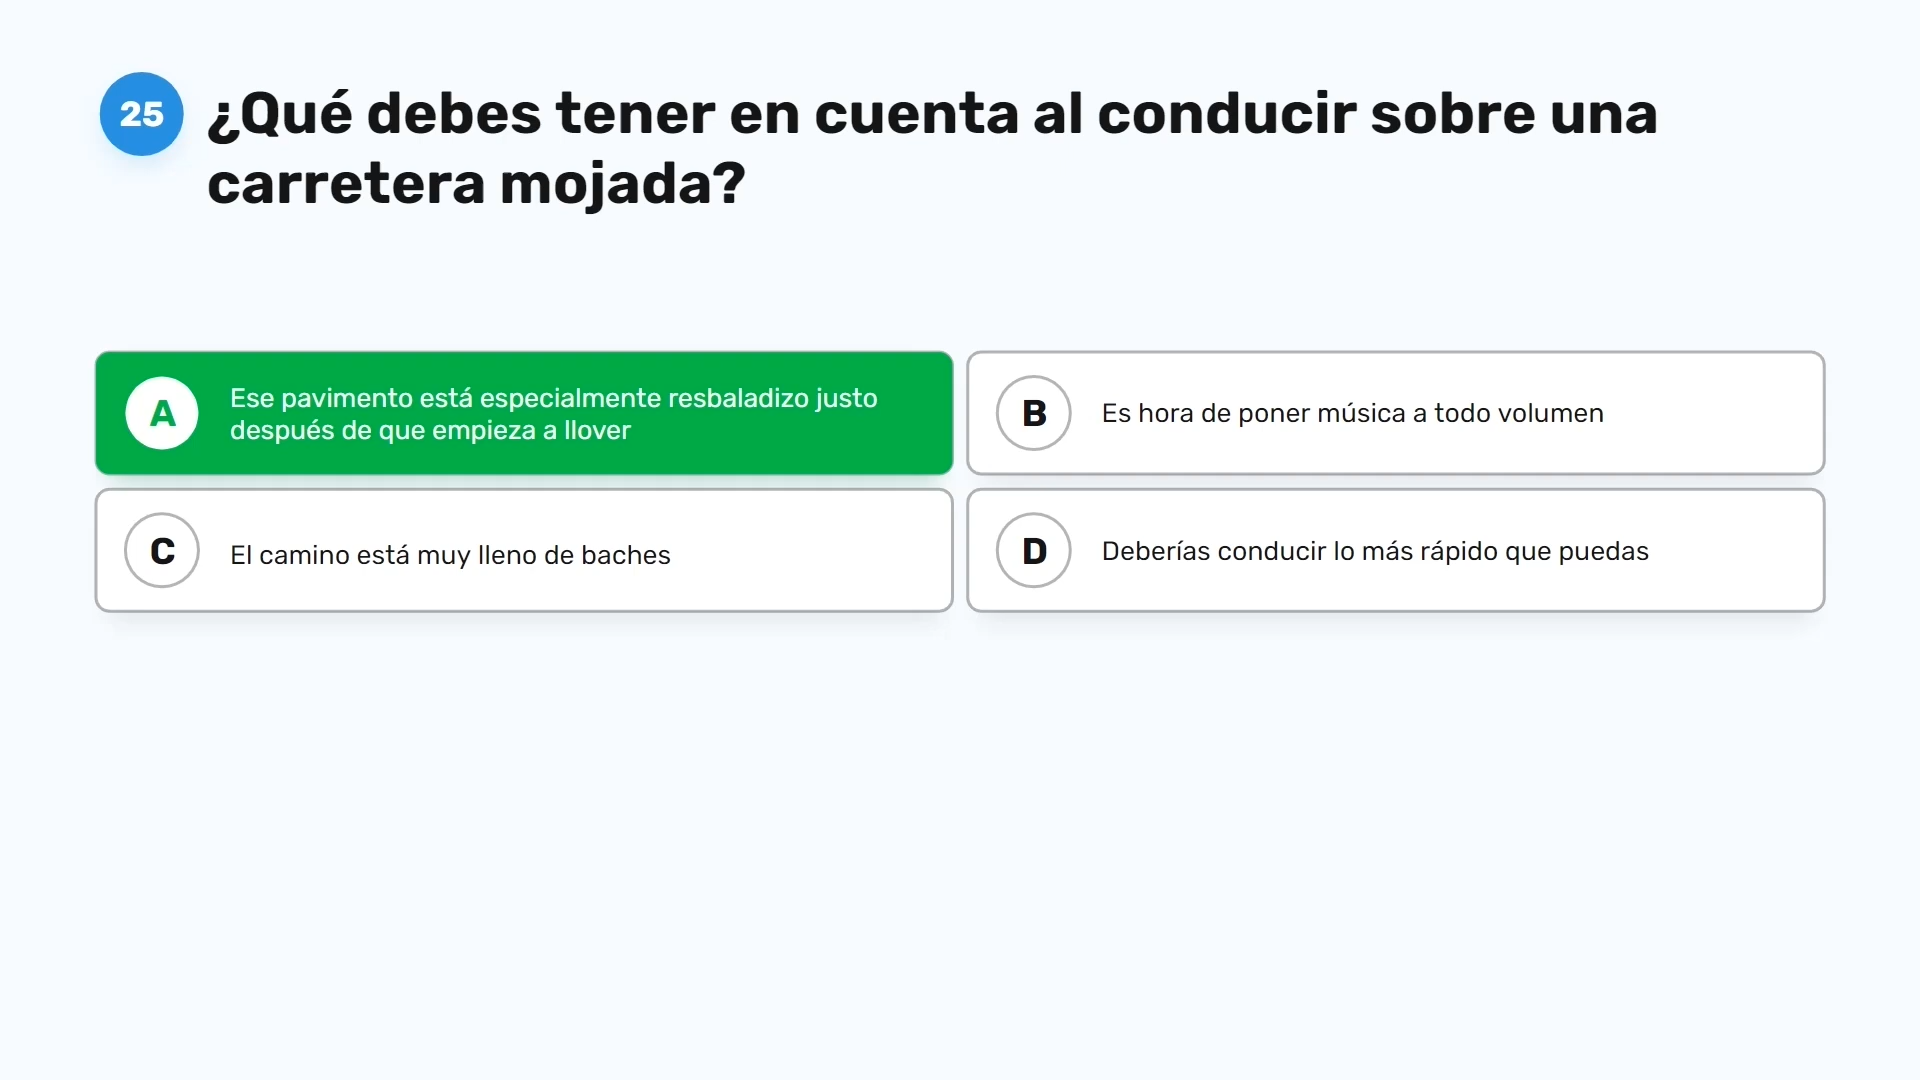 25
¿Qué debes tener en cuenta al conducir sobre una
carretera mojada?
A
Ese pavimento está especialmente resbaladizo justo
después de que empieza a llover
B
Es hora de poner música a todo volumen
C
El camino está muy lleno de baches
D
Deberías conducir lo más rápido que puedas